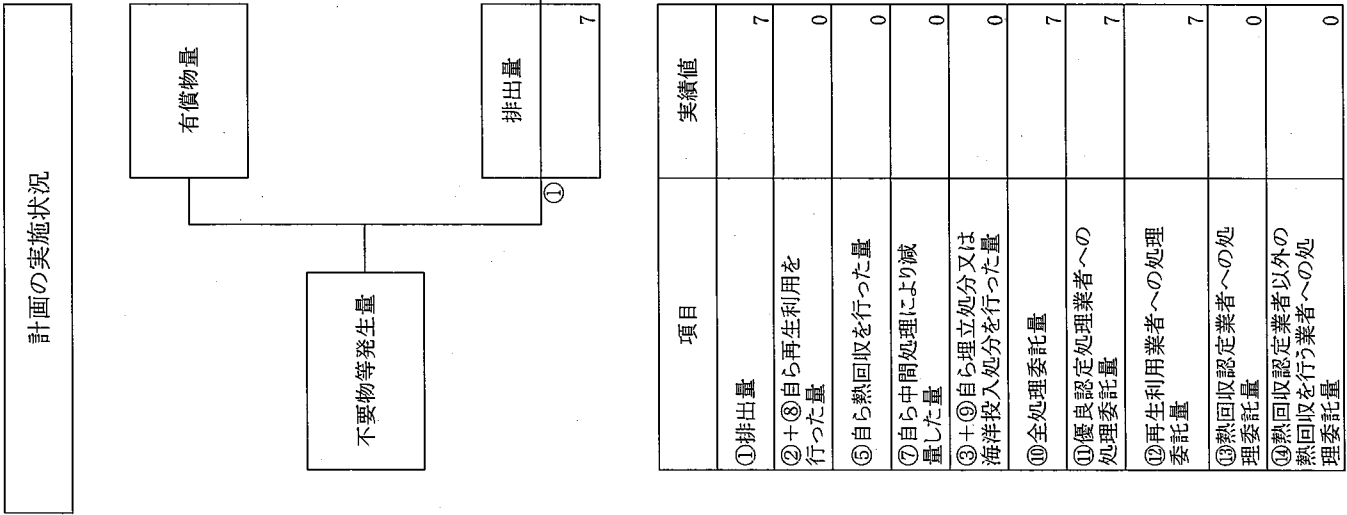 計画の実施状況
有償物量
不要物等発生量
①
排出量
7
項目
実績値
①排出量
7
②+⑧自ら再生利用を
行った量
0
⑤自ら熱回収を行った量
0
⑦自ら中間処理により減
量した量
0
③+⑨自ら埋立処分又は
海洋投入処分を行った量
0
⑩全処理委託量
7
⑪優良認定処理業者への
処理委託量
7
⑫再生利用業者への処理
委託量
7
⑬熱回収認定業者への処
理委託量
0
⑭熱回収認定業者以外の
熱回収を行う業者への処
理委託量
0